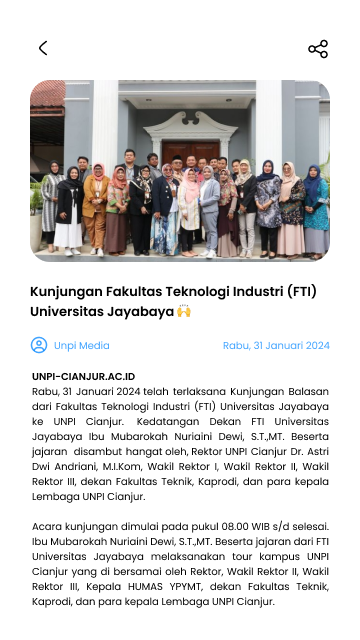 Kunjungan Fakultas Teknologi Industri (FTI)
Universitas Jayabaya 🙌
Unpi Media
Rabu, 31 Januari 2024
UNPI-CIANJUR.AC.ID
Rabu, 31 Januari 2024 telah terlaksana Kunjungan Balasan
dari Fakultas Teknologi Industri (FTI) Universitas Jayabaya
ke UNPI Cianjur. Kedatangan Dekan FTI Universitas
Jayabaya Ibu Mubarokah Nuriaini Dewi, S.T.,MT. Beserta
jajaran disambut hangat oleh, Rektor UNPI Cianjur Dr. Astri
Dwi Andriani, M.I.Kom, Wakil Rektor I, Wakil Rektor II, Wakil
Rektor III, dekan Fakultas Teknik, Kaprodi, dan para kepala
Lembaga UNPI Cianjur.
Acara kunjungan dimulai pada pukul 08.00 WIB s/d selesai.
Ibu Mubarokah Nuriaini Dewi, S.T.,MT. Beserta jajaran dari FTI
Universitas Jayabaya melaksanakan tour kampus UNPI
Cianjur yang di bersamai oleh Rektor, Wakil Rektor II, Wakil
Rektor III, Kepala HUMAS YPYMT, dekan Fakultas Teknik,
Kaprodi, dan para kepala Lembaga UNPI Cianjur.